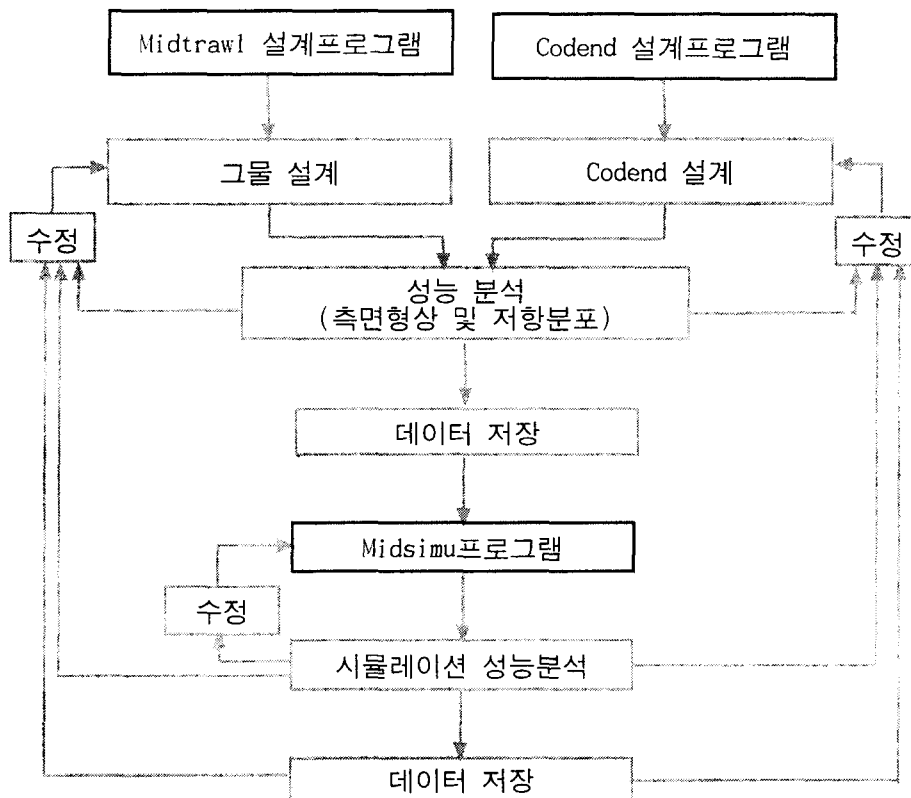 Midtrawl 설계프로그램
Codend 설계프로그램
그물 설계
Codend 설계
수정
수정
성능 분석
(측면형상 및 저항분포)
데이터 저장
Midsimu프로그램
수정
시뮬레이션 성능분석
데이터 저장